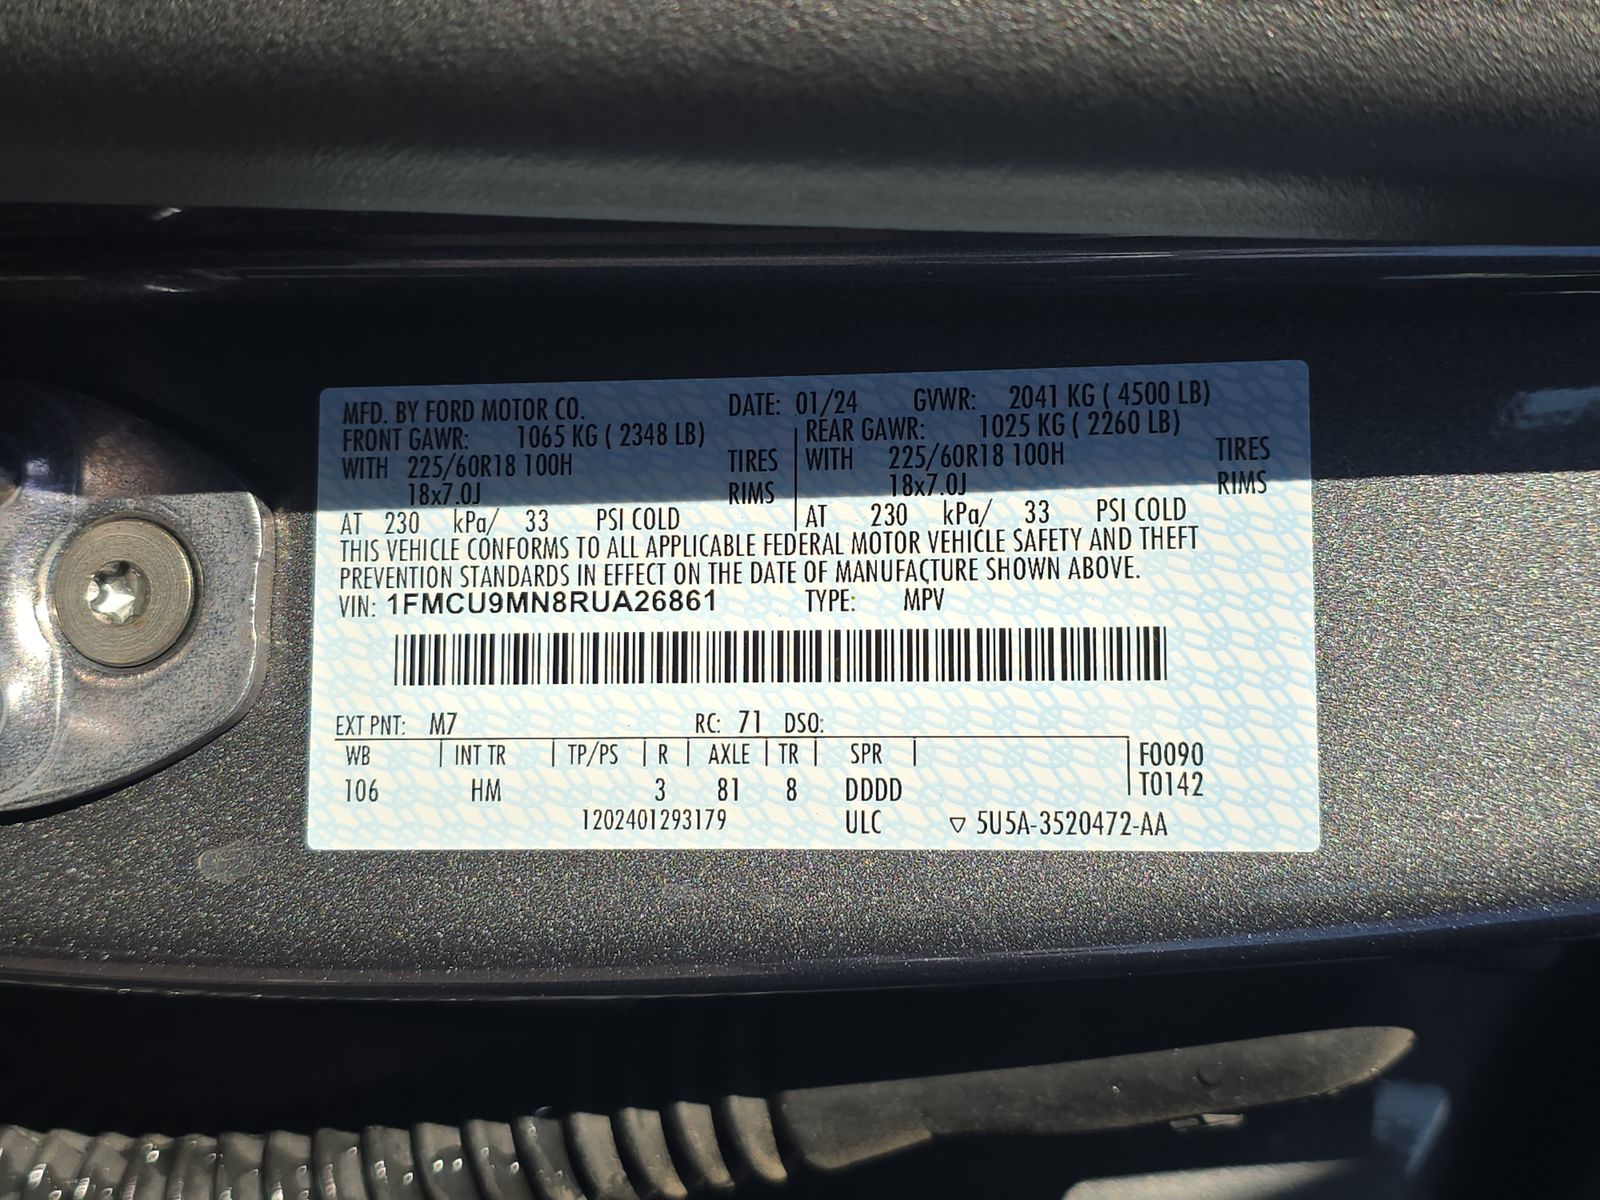 MFD. BY FORD MOTOR CO. DATE: 01/24 GVWR: 2041 KG ( 4500 LB)
FRONT GAWR: 1065 KG ( 2348 LB) REAR GAWR: 1025 KG ( 2260 LB)
WITH 225/60R18 100H TIRES WITH 225/60R18 100H TIRES
18x7.0J RIMS 18x7.0J RIMS
AT 230 kPa/ 33 PSI COLD AT 230 kPa/ 33 PSI COLD
THIS VEHICLE CONFORMS TO ALL APPLICABLE FEDERAL MOTOR VEHICLE SAFETY AND THEFT
PREVENTION STANDARDS IN EFFECT ON THE DATE OF MANUFACTURE SHOWN ABOVE.
VIN: 1FMCU9MN8RUA26861 TYPE: MPV
EXT PNT: M7 RC: 71 DSO:
WB INT TR TP/PS R AXLE TR SPR F0090
106 HM 3 81 8 DDDD T0142
120240129 3179 ULC ▽ 5U5A-3520472-AA